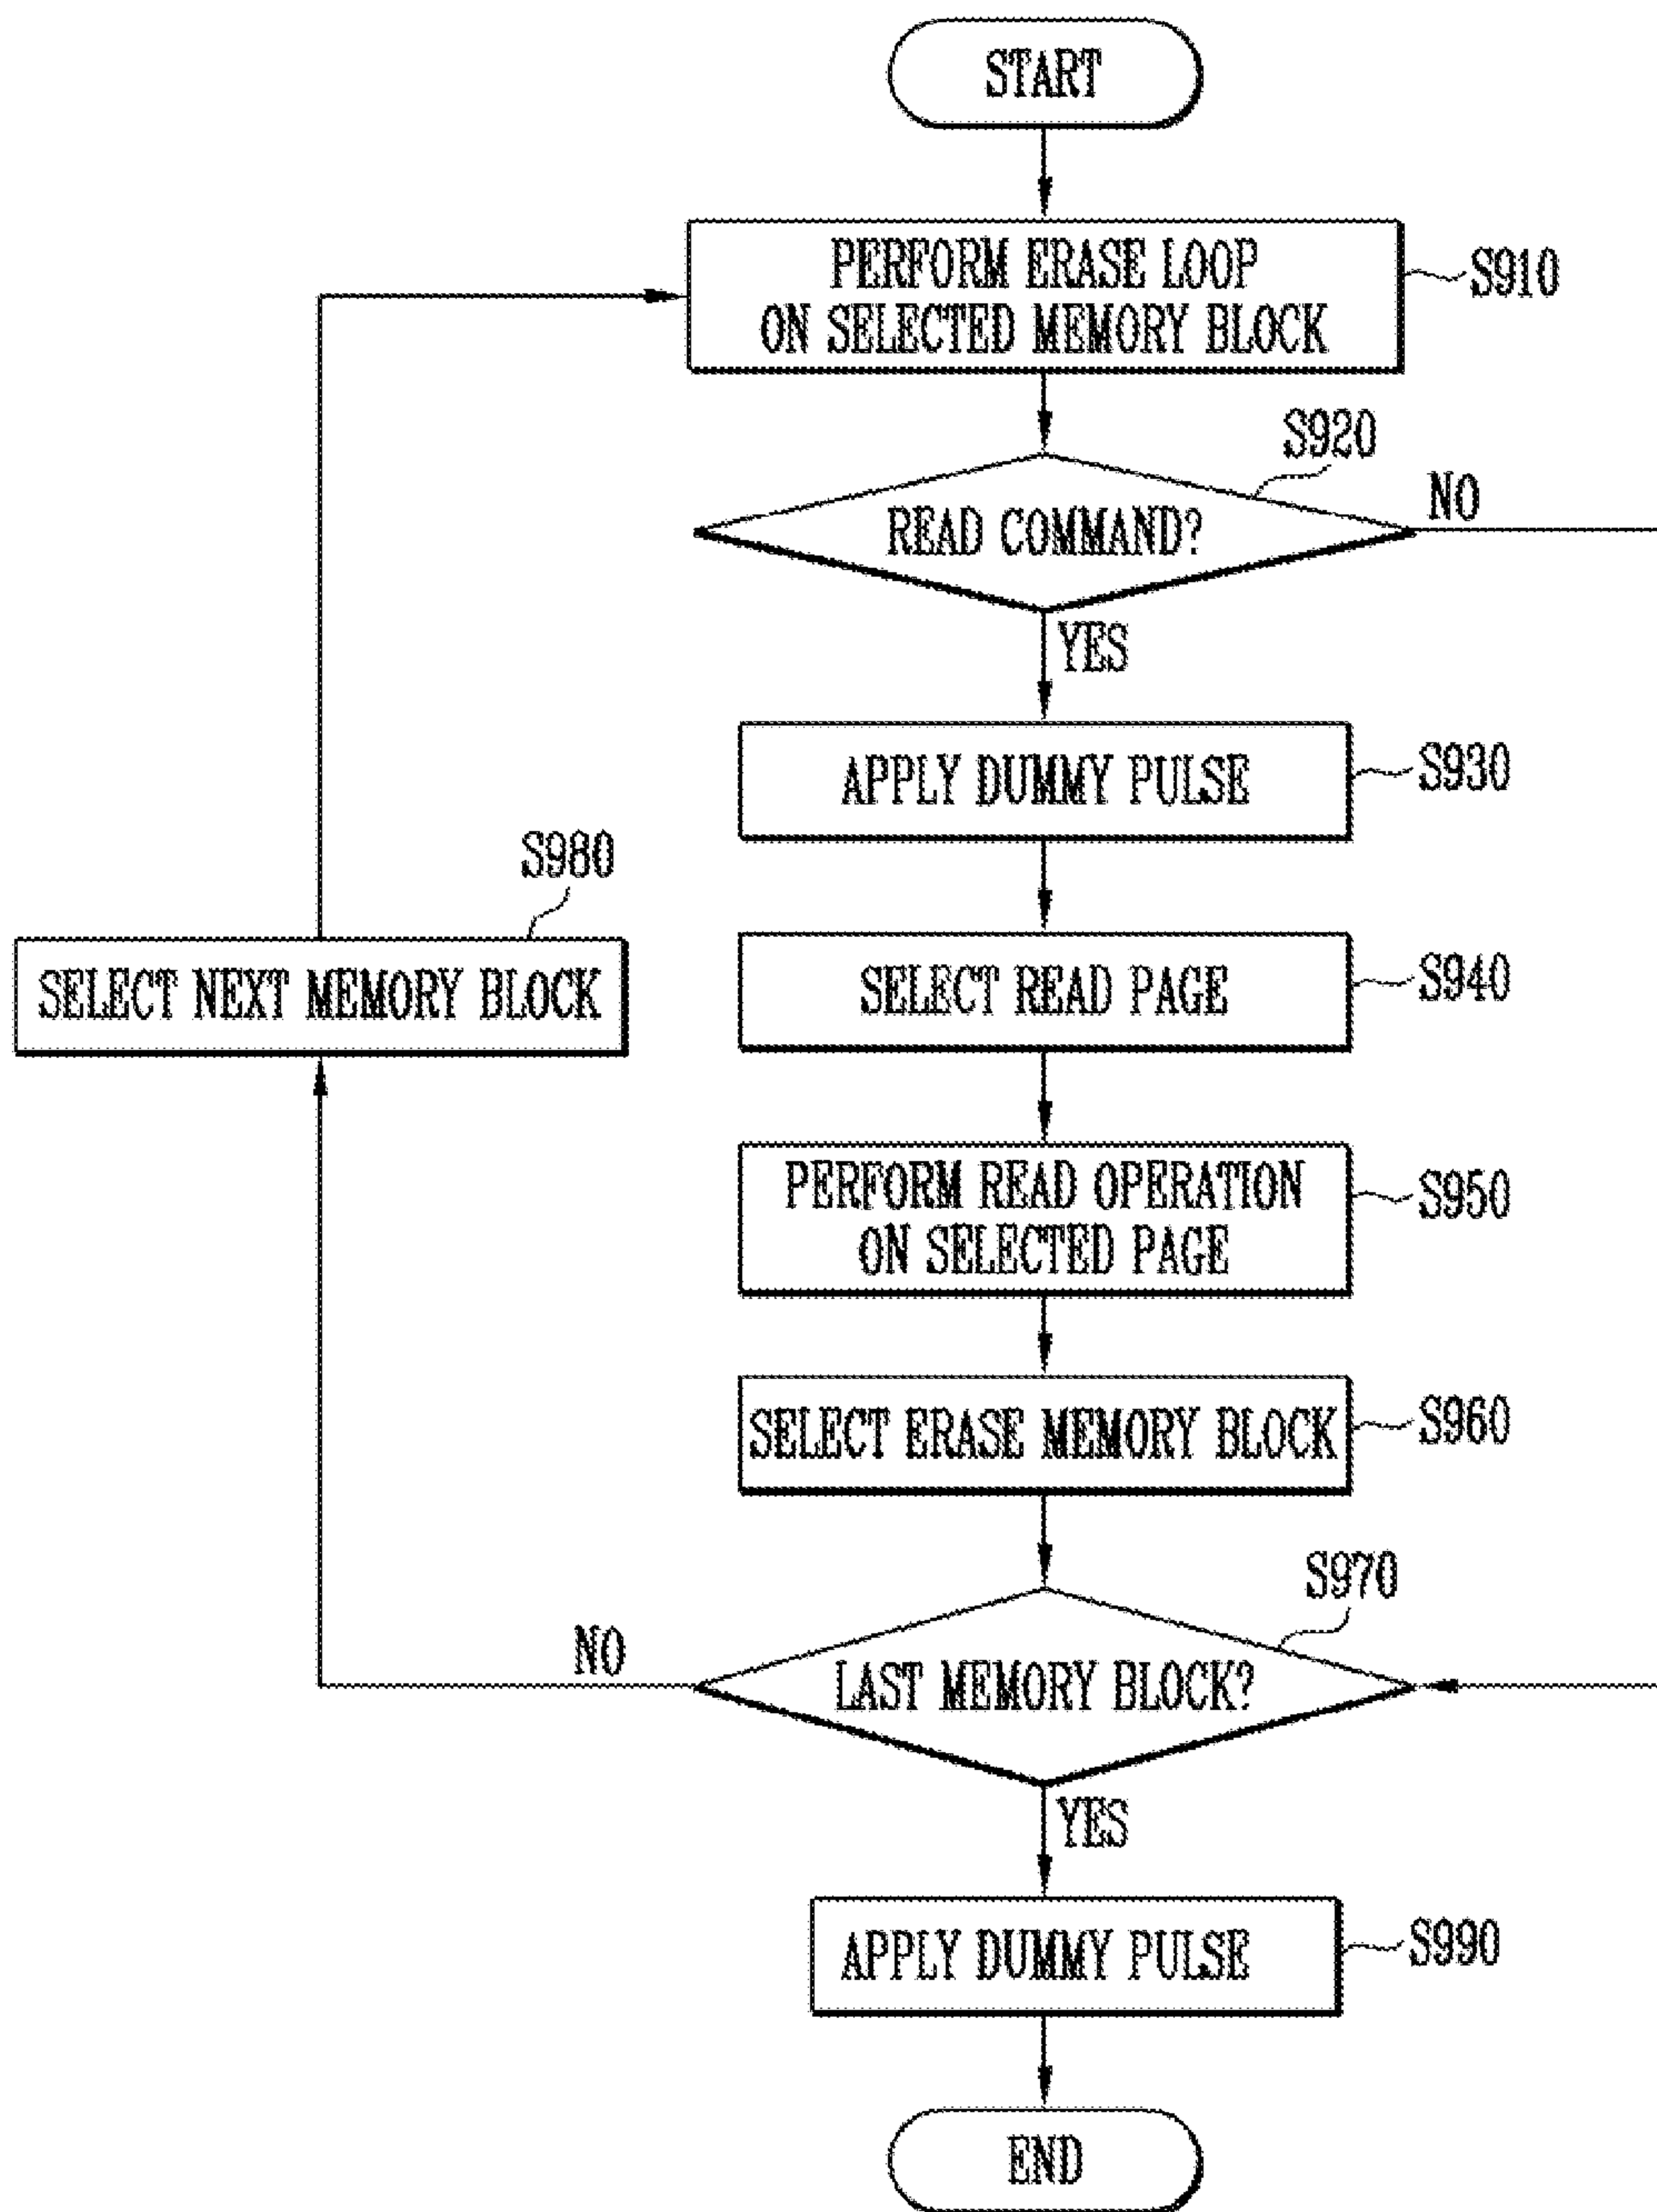 START
PERFORM ERASE LOOP
ON SELECTED MEMORY BLOCK
S910
S920
READ COMMAND?
NO
YES
APPLY DUMMY PULSE
S930
S980
SELECT NEXT MEMORY BLOCK
SELECT READ PAGE
S940
PERFORM READ OPERATION
ON SELECTED PAGE
S950
SELECT ERASE MEMORY BLOCK
S960
S970
NO
LAST MEMORY BLOCK?
YES
APPLY DUMMY PULSE
S990
END